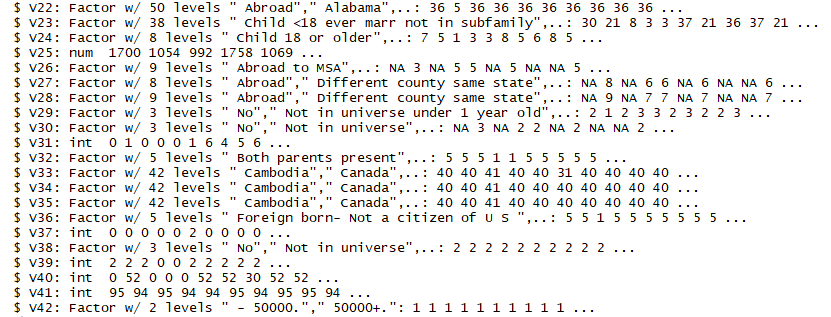 $ V22: Factor w/ 50 levels " Abroad"," Alabama",..: 36 5 36 36 36 36 36 36 36 36 ...
$ V23: Factor w/ 38 levels " Child <18 ever marr not in subfamily",..: 30 21 8 3 3 37 21 36 37 21 ...
$ V24: Factor w/ 8 levels " Child 18 or older",..: 7 5 1 3 3 8 5 6 8 5 ...
$ V25: num  1700 1054 992 1758 1069 ...
$ V26: Factor w/ 9 levels " Abroad to MSA",..: NA 3 NA 5 5 NA 5 NA NA 5 ...
$ V27: Factor w/ 8 levels " Abroad"," Different county same state",..: NA 8 NA 6 6 NA 6 NA NA 6 ...
$ V28: Factor w/ 9 levels " Abroad"," Different county same state",..: NA 9 NA 7 7 NA 7 NA NA 7 ...
$ V29: Factor w/ 3 levels " No"," Not in universe under 1 year old",..: 2 1 2 3 3 2 3 2 2 3 ...
$ V30: Factor w/ 3 levels " No"," Not in universe",..: NA 3 NA 2 2 NA 2 NA NA 2 ...
$ V31: int  0 1 0 0 0 1 6 4 5 6 ...
$ V32: Factor w/ 5 levels " Both parents present",..: 5 5 5 1 1 5 5 5 5 5 ...
$ V33: Factor w/ 42 levels " Cambodia"," Canada",..: 40 40 41 40 40 31 40 40 40 40 ...
$ V34: Factor w/ 42 levels " Cambodia"," Canada",..: 40 40 41 40 40 40 40 40 40 40 ...
$ V35: Factor w/ 42 levels " Cambodia"," Canada",..: 40 40 41 40 40 40 40 40 40 40 ...
$ V36: Factor w/ 5 levels " Foreign born- Not a citizen of U S ",..: 5 5 1 5 5 5 5 5 5 5 ...
$ V37: int  0 0 0 0 0 2 0 0 0 0 ...
$ V38: Factor w/ 3 levels " No"," Not in universe",..: 2 2 2 2 2 2 2 2 2 2 ...
$ V39: int  2 2 2 0 0 2 2 2 2 2 ...
$ V40: int  0 52 0 0 0 52 52 30 52 52 ...
$ V41: int  95 94 95 94 94 95 94 95 95 94 ...
$ V42: Factor w/ 2 levels " - 50000."," 50000+.": 1 1 1 1 1 1 1 1 1 1 ...